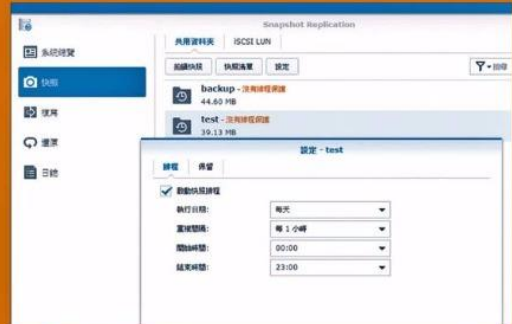 Snapshot Replication
系統總覽
快照
複寫
還原
日誌
共用資料夾 iSCSI LUN
拍攝快照 快照清單 設定
backup - 沒有排程保護
44.60 MB
test - 沒有排程保護
39.13 MB
設定 - test
排程 保留
啟動快照排程
執行日期: 每天
重複間隔: 每 1 小時
開始時間: 00:00
結束時間: 23:00